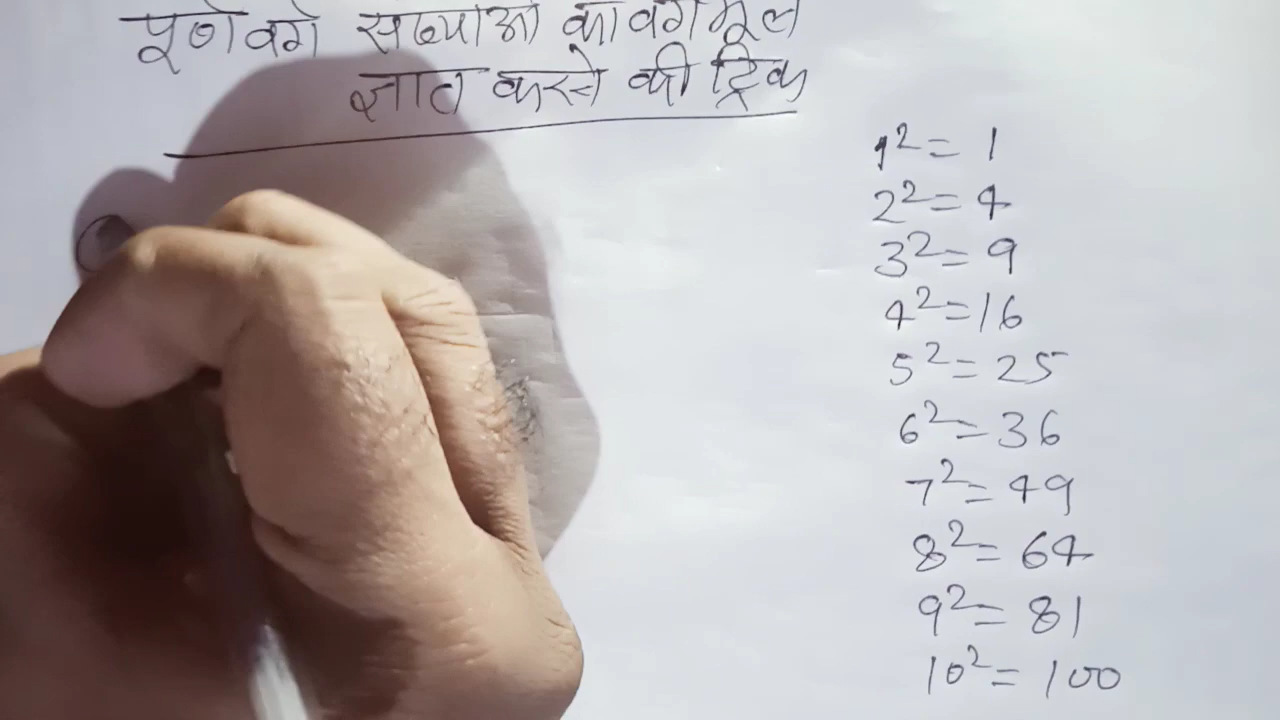 पूर्ण वर्ग संख्याओं का वर्गमूल
ज्ञात करने की ट्रिक
1² = 1
2² = 4
3² = 9
4² = 16
5² = 25
6² = 36
7² = 49
8² = 64
9² = 81
10² = 100